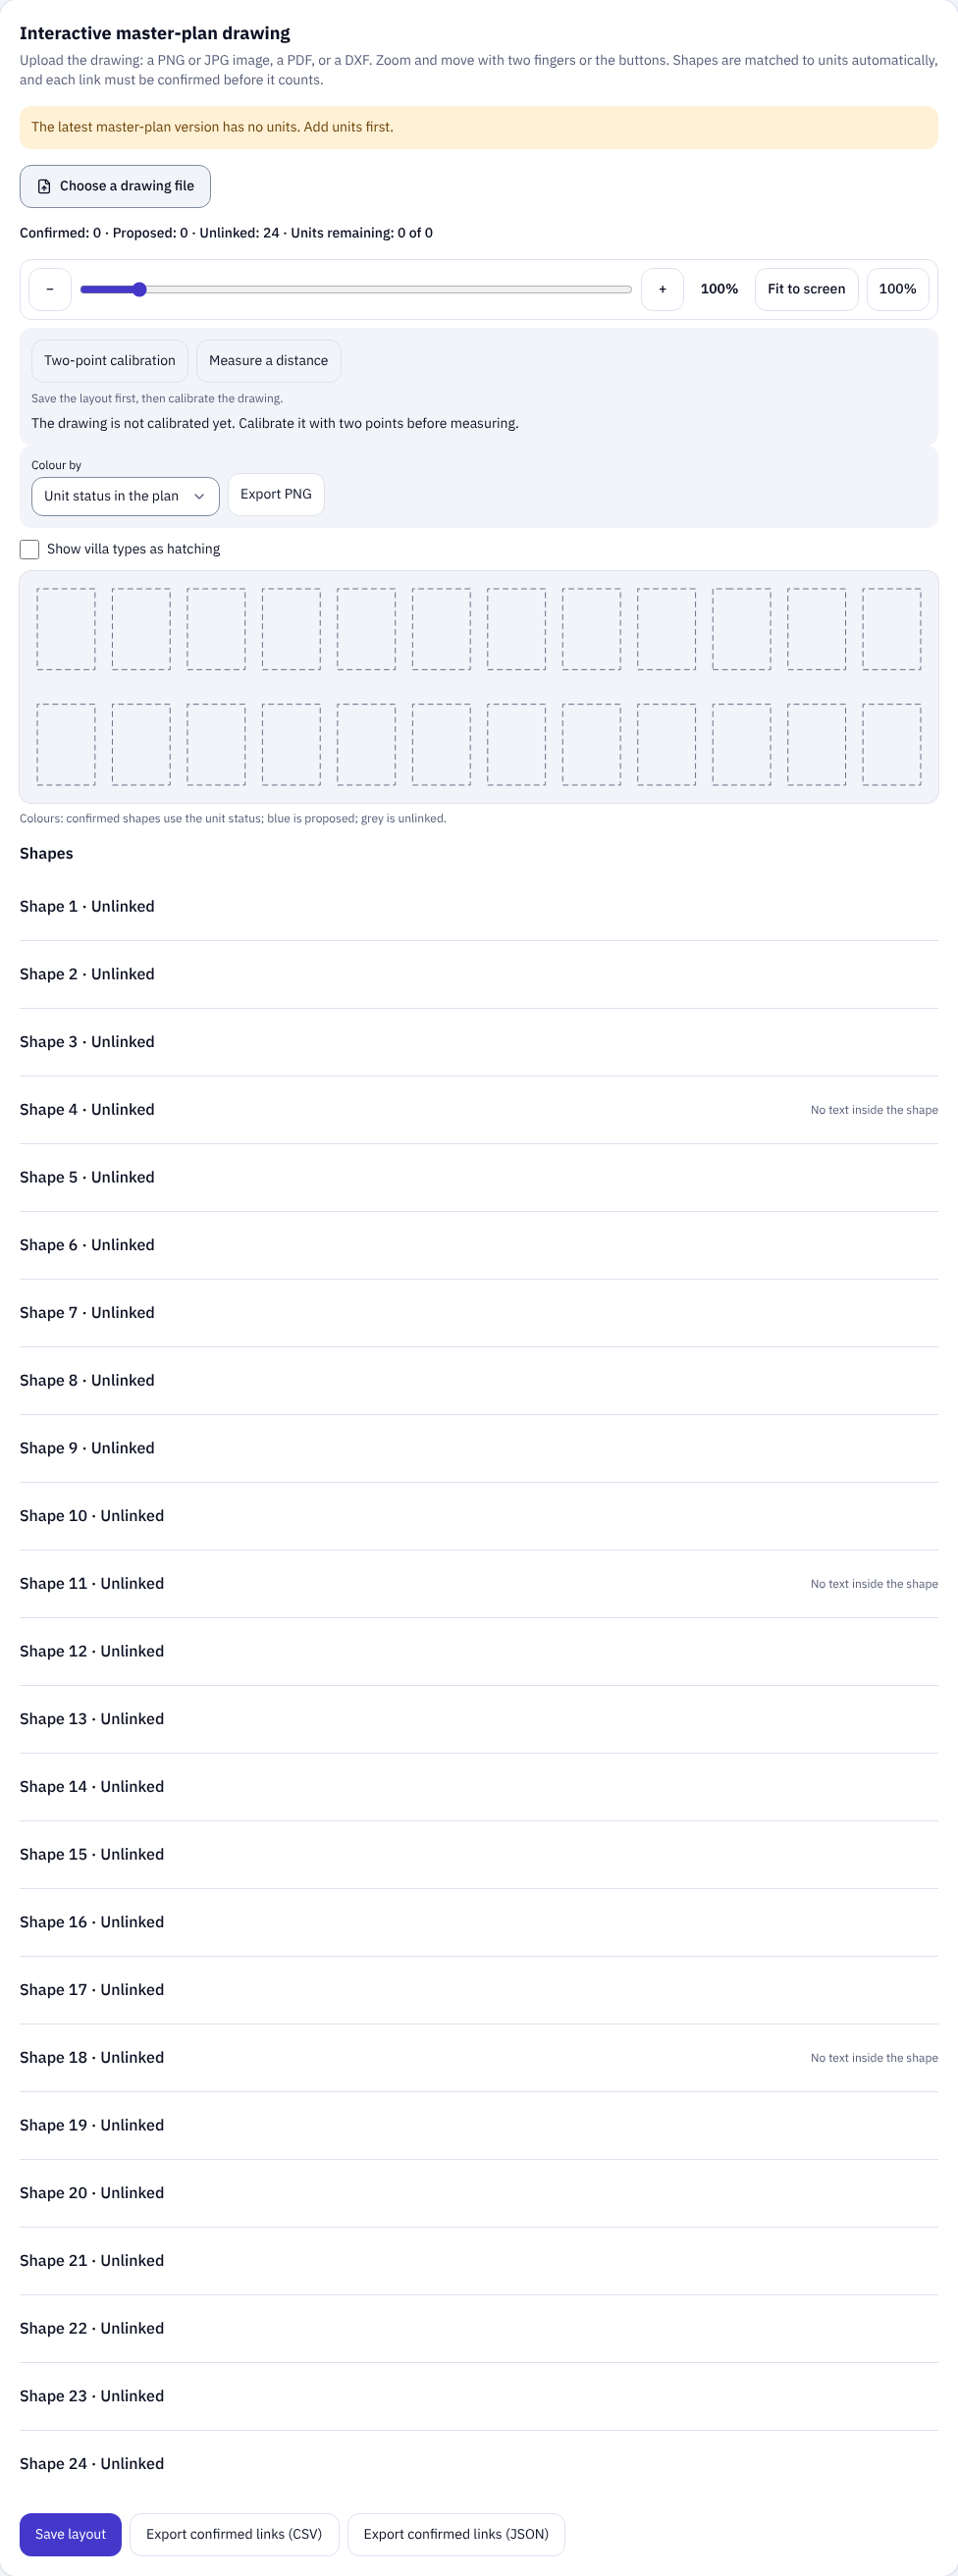 Interactive master-plan drawing
Upload the drawing: a PNG or JPG image, a PDF, or a DXF. Zoom and move with two fingers or the buttons. Shapes are matched to units automatically,
and each link must be confirmed before it counts.
The latest master-plan version has no units. Add units first.
Choose a drawing file
Confirmed: 0 · Proposed: 0 · Unlinked: 24 · Units remaining: 0 of 0
− + 100% Fit to screen 100%
Two-point calibration Measure a distance
Save the layout first, then calibrate the drawing.
The drawing is not calibrated yet. Calibrate it with two points before measuring.
Colour by
Unit status in the plan Export PNG
Show villa types as hatching
Colours: confirmed shapes use the unit status; blue is proposed; grey is unlinked.
Shapes
Shape 1 · Unlinked
Shape 2 · Unlinked
Shape 3 · Unlinked
Shape 4 · Unlinked No text inside the shape
Shape 5 · Unlinked
Shape 6 · Unlinked
Shape 7 · Unlinked
Shape 8 · Unlinked
Shape 9 · Unlinked
Shape 10 · Unlinked
Shape 11 · Unlinked No text inside the shape
Shape 12 · Unlinked
Shape 13 · Unlinked
Shape 14 · Unlinked
Shape 15 · Unlinked
Shape 16 · Unlinked
Shape 17 · Unlinked
Shape 18 · Unlinked No text inside the shape
Shape 19 · Unlinked
Shape 20 · Unlinked
Shape 21 · Unlinked
Shape 22 · Unlinked
Shape 23 · Unlinked
Shape 24 · Unlinked
Save layout Export confirmed links (CSV) Export confirmed links (JSON)